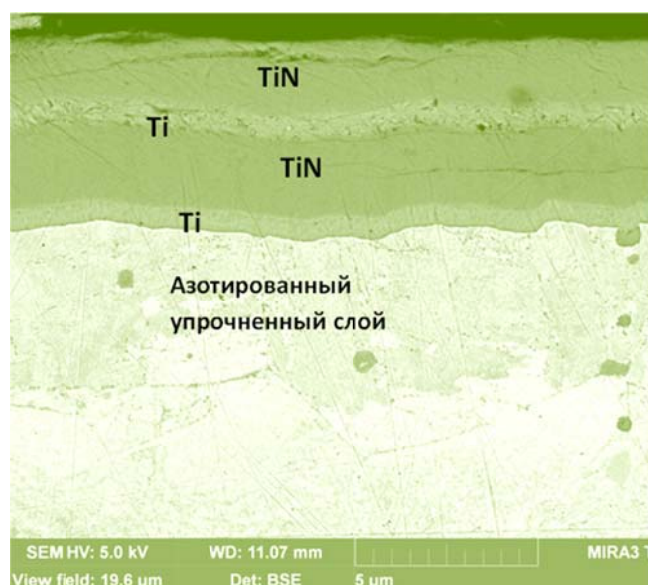 TiN
Ti
TiN
Ti
Азотированный
упрочненный слой
SEM HV: 5.0 kV WD: 11.07 mm MIRA3 T
View field: 19.6 um Det: BSE 5 µm